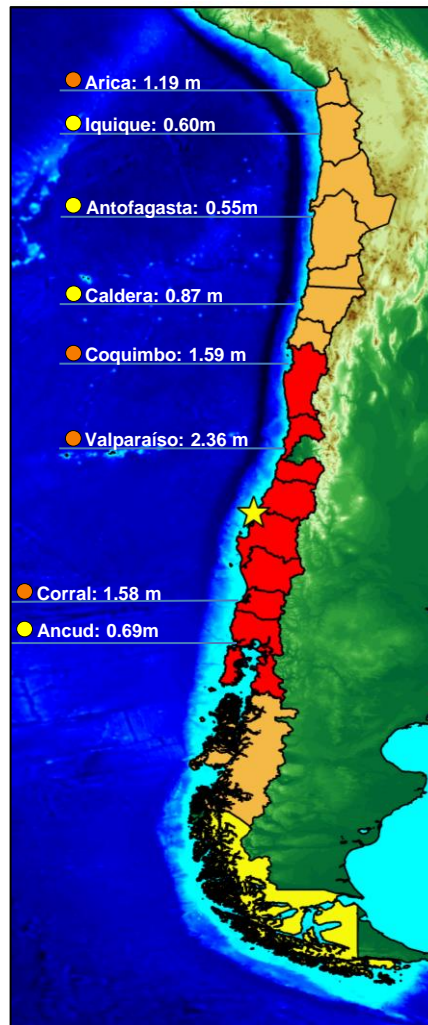 Arica: 1.19 m
Iquique: 0.60m
Antofagasta: 0.55m
Caldera: 0.87 m
Coquimbo: 1.59 m
Valparaíso: 2.36 m
Corral: 1.58 m
Ancud: 0.69m